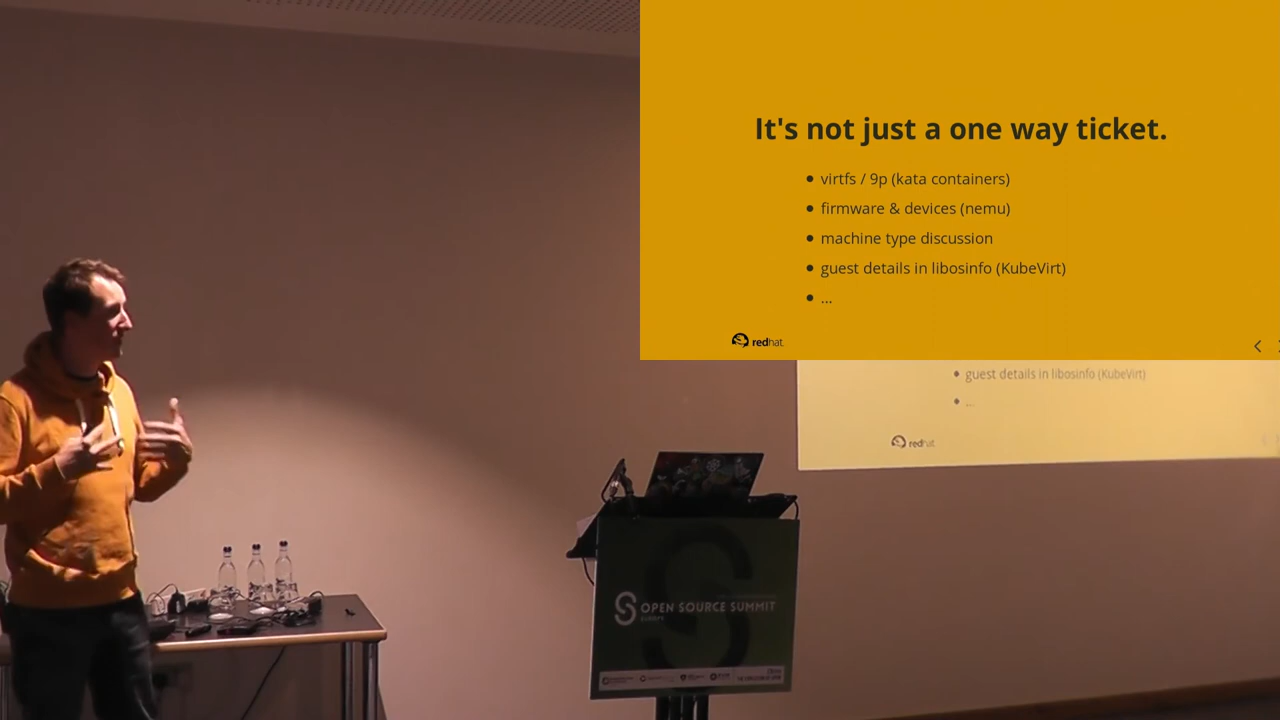 It's not just a one way ticket.
virtfs / 9p (kata containers)
firmware & devices (nemu)
machine type discussion
guest details in libosinfo (KubeVirt)
...
redhat.
guest details in libosinfo (KubeVirt)
...
redhat.
OPEN SOURCE SUMMIT
EUROPE